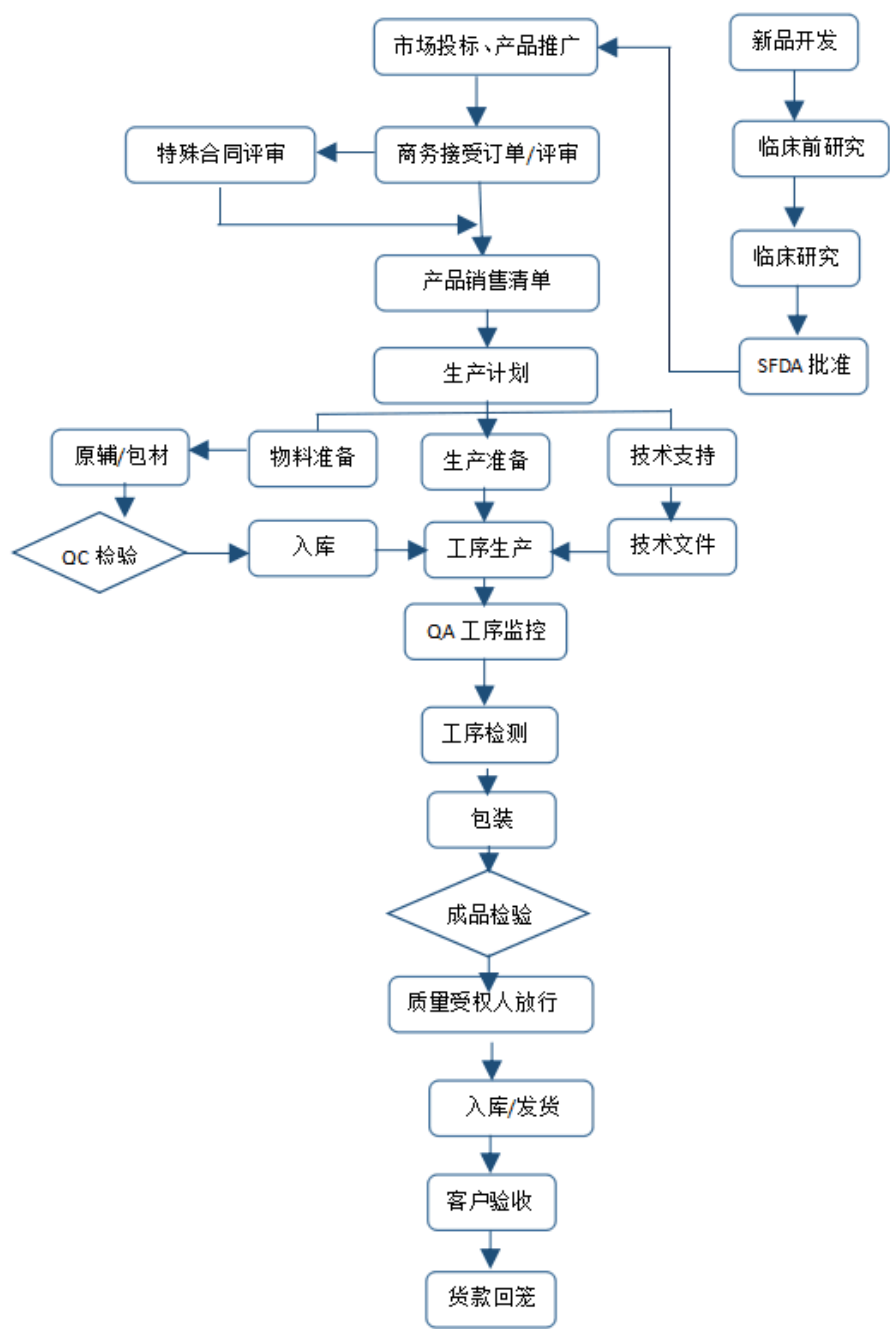 市场投标、产品推广
新品开发
特殊合同评审
商务接受订单/评审
临床前研究
产品销售清单
临床研究
生产计划
SFDA 批准
原辅/包材
物料准备
生产准备
技术支持
QC 检验
入库
工序生产
技术文件
QA 工序监控
工序检测
包装
成品检验
质量受权人放行
入库/发货
客户验收
货款回笼